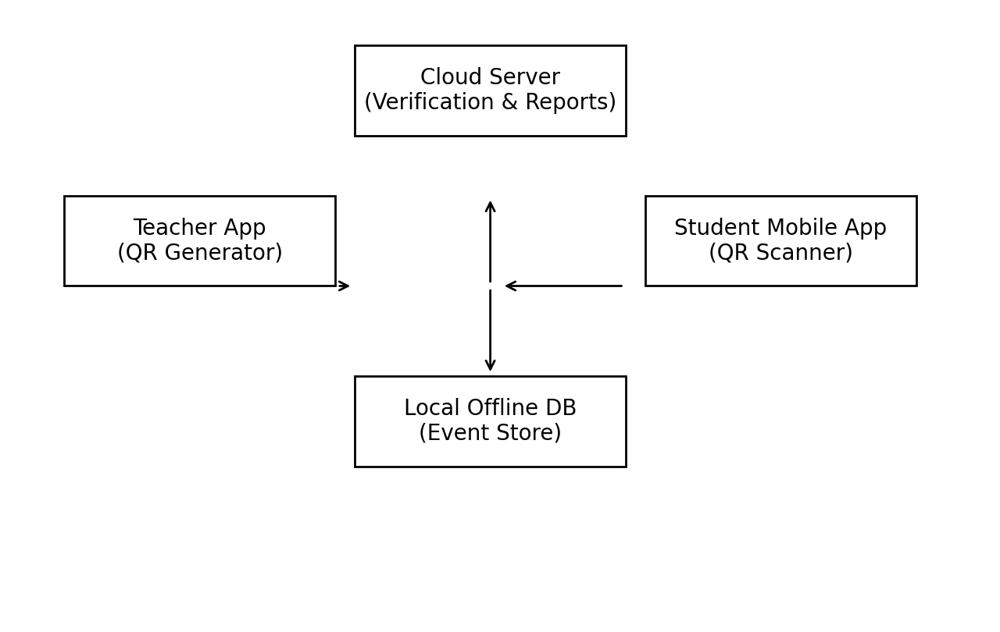 Cloud Server
(Verification & Reports)
Teacher App
(QR Generator)
Student Mobile App
(QR Scanner)
Local Offline DB
(Event Store)